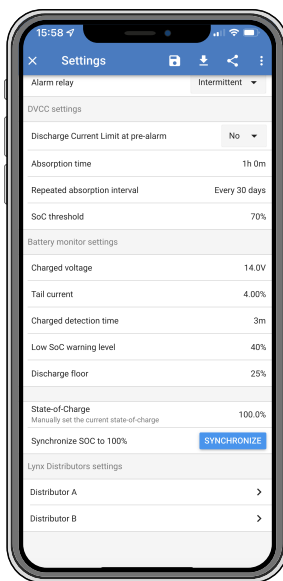 15:58
Settings
Alarm relay Intermittent
DVCC settings
Discharge Current Limit at pre-alarm No
Absorption time 1h 0m
Repeated absorption interval Every 30 days
SoC threshold 70%
Battery monitor settings
Charged voltage 14.0V
Tail current 4.00%
Charged detection time 3m
Low SoC warning level 40%
Discharge floor 25%
State-of-Charge 100.0%
Manually set the current state-of-charge
Synchronize SOC to 100% SYNCHRONIZE
Lynx Distributors settings
Distributor A
Distributor B